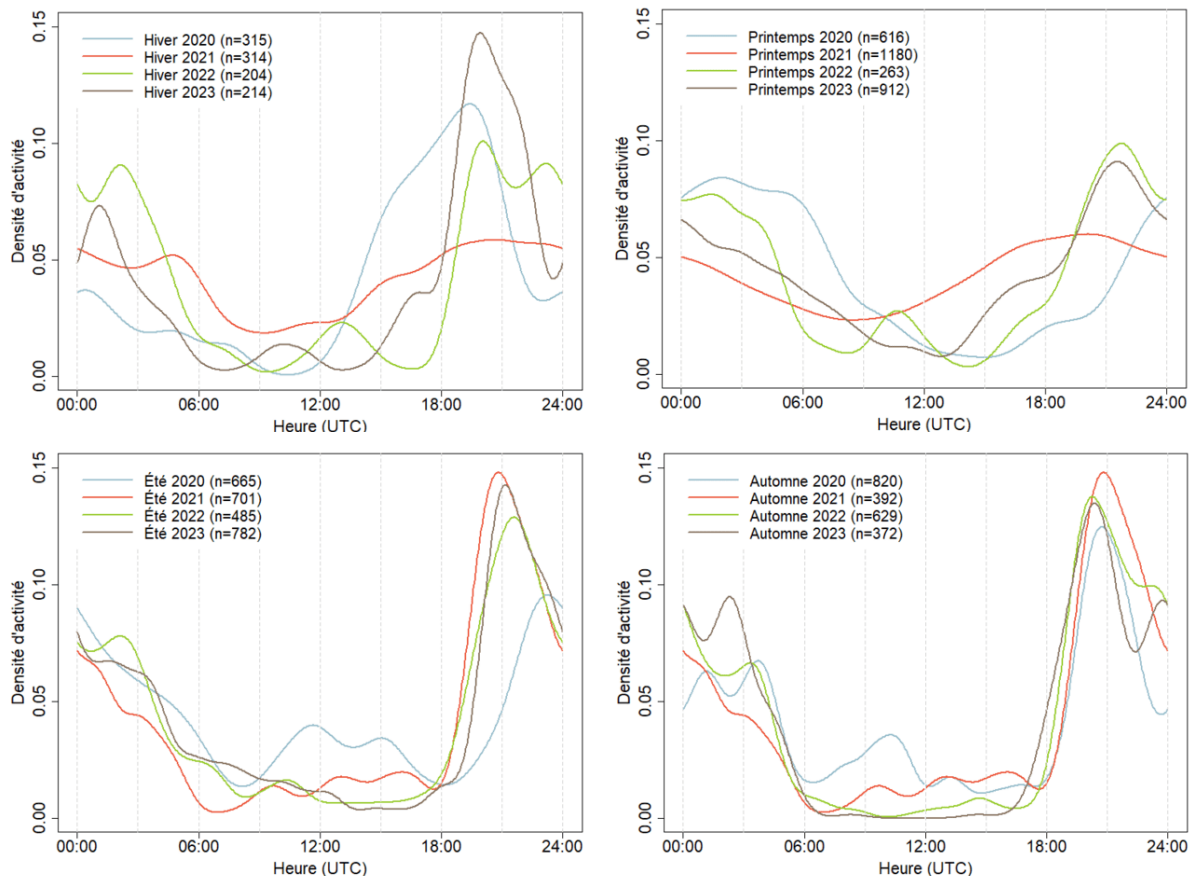 Hiver 2020 (n=315)
Hiver 2021 (n=314)
Hiver 2022 (n=204)
Hiver 2023 (n=214)
Densité d'activité
0.00
0.05
0.10
0.15
00:00 06:00 12:00 18:00 24:00
Heure (UTC)
Printemps 2020 (n=616)
Printemps 2021 (n=1180)
Printemps 2022 (n=263)
Printemps 2023 (n=912)
Densité d'activité
0.00
0.05
0.10
0.15
00:00 06:00 12:00 18:00 24:00
Heure (UTC)
Été 2020 (n=665)
Été 2021 (n=701)
Été 2022 (n=485)
Été 2023 (n=782)
Densité d'activité
0.00
0.05
0.10
0.15
00:00 06:00 12:00 18:00 24:00
Heure (UTC)
Automne 2020 (n=820)
Automne 2021 (n=392)
Automne 2022 (n=629)
Automne 2023 (n=372)
Densité d'activité
0.00
0.05
0.10
0.15
00:00 06:00 12:00 18:00 24:00
Heure (UTC)